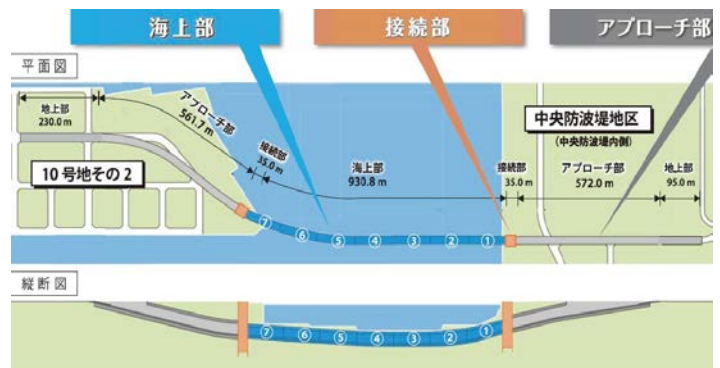 海上部
接続部
アプローチ部
平面図
地上部
230.0 m
アプローチ部
561.7 m
接続部
35.0 m
海上部
930.8 m
中央防波堤地区
(中央防波堤内側)
接続部
35.0 m
アプローチ部
572.0 m
地上部
95.0 m
10号地その2
⑦ ⑥ ⑤ ④ ③ ② ①
縦断図
⑦ ⑥ ⑤ ④ ③ ② ①